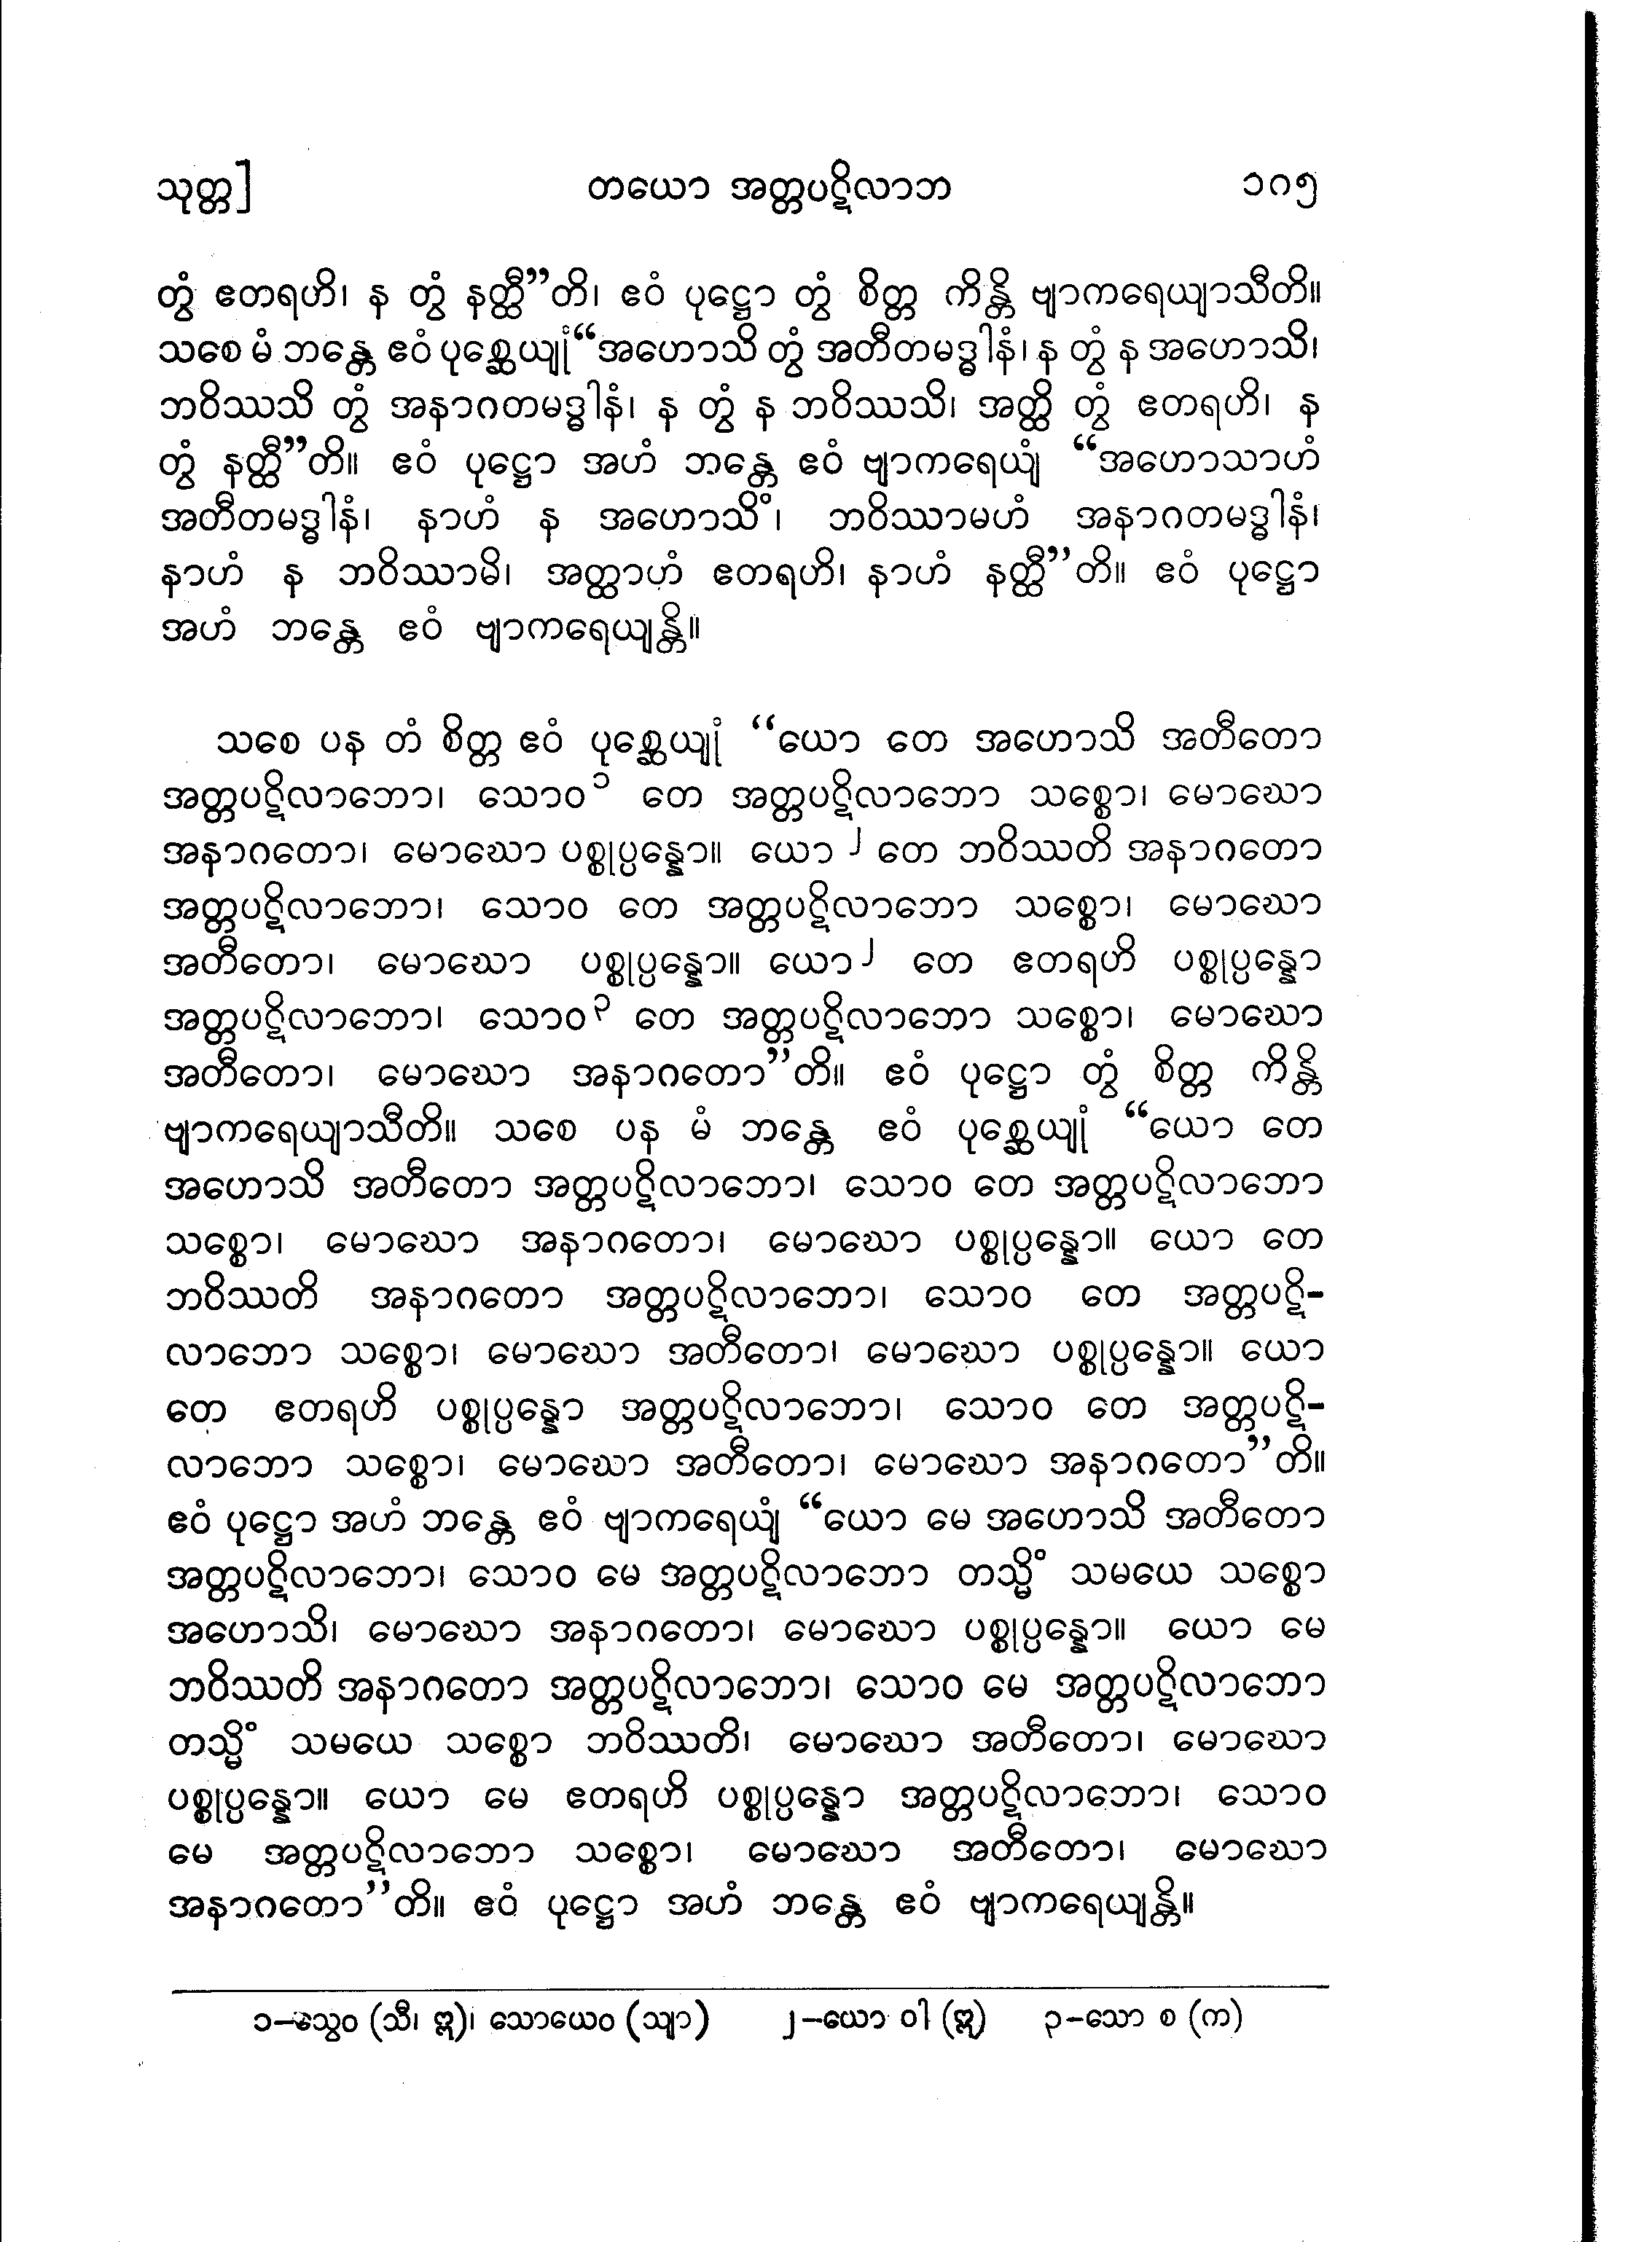 သုတ္တ] တယော အတ္တပဋိလာဘ ၁၈၅
တွံ ဧတရဟိ၊ န တွံ နတ္ထီ”တိ၊ ဧဝံ ပုဋ္ဌော တွံ စိတ္တ ကိန္တိ ဗျာကရေယျာသီတိ။
သစေ မံ ဘန္တေ ဧဝံ ပုစ္ဆေယျုံ“အဟောသိ တွံ အတီတမဒ္ဓါနံ၊ န တွံ န အဟောသိ၊
ဘဝိဿသိ တွံ အနာဂတမဒ္ဓါနံ၊ န တွံ န ဘဝိဿသိ၊ အတ္ထိ တွံ ဧတရဟိ၊ န
တွံ နတ္ထီ”တိ။ ဧဝံ ပုဋ္ဌော အဟံ ဘန္တေ ဧဝံ ဗျာကရေယျံ “အဟောသာဟံ
အတီတမဒ္ဓါနံ၊ နာဟံ န အဟောသိံ၊ ဘဝိဿာမဟံ အနာဂတမဒ္ဓါနံ၊
နာဟံ န ဘဝိဿာမိ၊ အတ္ထာဟံ ဧတရဟိ၊ နာဟံ နတ္ထီ”တိ။ ဧဝံ ပုဋ္ဌော
အဟံ ဘန္တေ ဧဝံ ဗျာကရေယျန္တိ။
သစေ ပန တံ စိတ္တ ဧဝံ ပုစ္ဆေယျုံ “ယော တေ အဟောသိ အတီတော
အတ္တပဋိလာဘော၊ သောဝ၁ တေ အတ္တပဋိလာဘော သစ္စော၊ မောဃော
အနာဂတော၊ မောဃော ပစ္စုပ္ပန္နော။ ယော၂ တေ ဘဝိဿတိ အနာဂတော
အတ္တပဋိလာဘော၊ သောဝ တေ အတ္တပဋိလာဘော သစ္စော၊ မောဃော
အတီတော၊ မောဃော ပစ္စုပ္ပန္နော။ ယော၂ တေ ဧတရဟိ ပစ္စုပ္ပန္နော
အတ္တပဋိလာဘော၊ သောဝ၃ တေ အတ္တပဋိလာဘော သစ္စော၊ မောဃော
အတီတော၊ မောဃော အနာဂတော”တိ။ ဧဝံ ပုဋ္ဌော တွံ စိတ္တ ကိန္တိ
ဗျာကရေယျာသီတိ။ သစေ ပန မံ ဘန္တေ ဧဝံ ပုစ္ဆေယျုံ “ယော တေ
အဟောသိ အတီတော အတ္တပဋိလာဘော၊ သောဝ တေ အတ္တပဋိလာဘော
သစ္စော၊ မောဃော အနာဂတော၊ မောဃော ပစ္စုပ္ပန္နော။ ယော တေ
ဘဝိဿတိ အနာဂတော အတ္တပဋိလာဘော၊ သောဝ တေ အတ္တပဋိ-
လာဘော သစ္စော၊ မောဃော အတီတော၊ မောဃော ပစ္စုပ္ပန္နော။ ယော
တေ ဧတရဟိ ပစ္စုပ္ပန္နော အတ္တပဋိလာဘော၊ သောဝ တေ အတ္တပဋိ-
လာဘော သစ္စော၊ မောဃော အတီတော၊ မောဃော အနာဂတော”တိ။
ဧဝံ ပုဋ္ဌော အဟံ ဘန္တေ ဧဝံ ဗျာကရေယျံ “ယော မေ အဟောသိ အတီတော
အတ္တပဋိလာဘော၊ သောဝ မေ အတ္တပဋိလာဘော တသ္မိံ သမယေ သစ္စော
အဟောသိ၊ မောဃော အနာဂတော၊ မောဃော ပစ္စုပ္ပန္နော။ ယော မေ
ဘဝိဿတိ အနာဂတော အတ္တပဋိလာဘော၊ သောဝ မေ အတ္တပဋိလာဘော
တသ္မိံ သမယေ သစ္စော ဘဝိဿတိ၊ မောဃော အတီတော၊ မောဃော
ပစ္စုပ္ပန္နော။ ယော မေ ဧတရဟိ ပစ္စုပ္ပန္နော အတ္တပဋိလာဘော၊ သောဝ
မေ အတ္တပဋိလာဘော သစ္စော၊ မောဃော အတီတော၊ မောဃော
အနာဂတော”တိ။ ဧဝံ ပုဋ္ဌော အဟံ ဘန္တေ ဧဝံ ဗျာကရေယျန္တိ။
၁-သွေဝ (သီ၊ ဣ)၊ သောယေဝ (သျာ) ၂-ယော ဝါ (ဣ) ၃-သော စ (က)